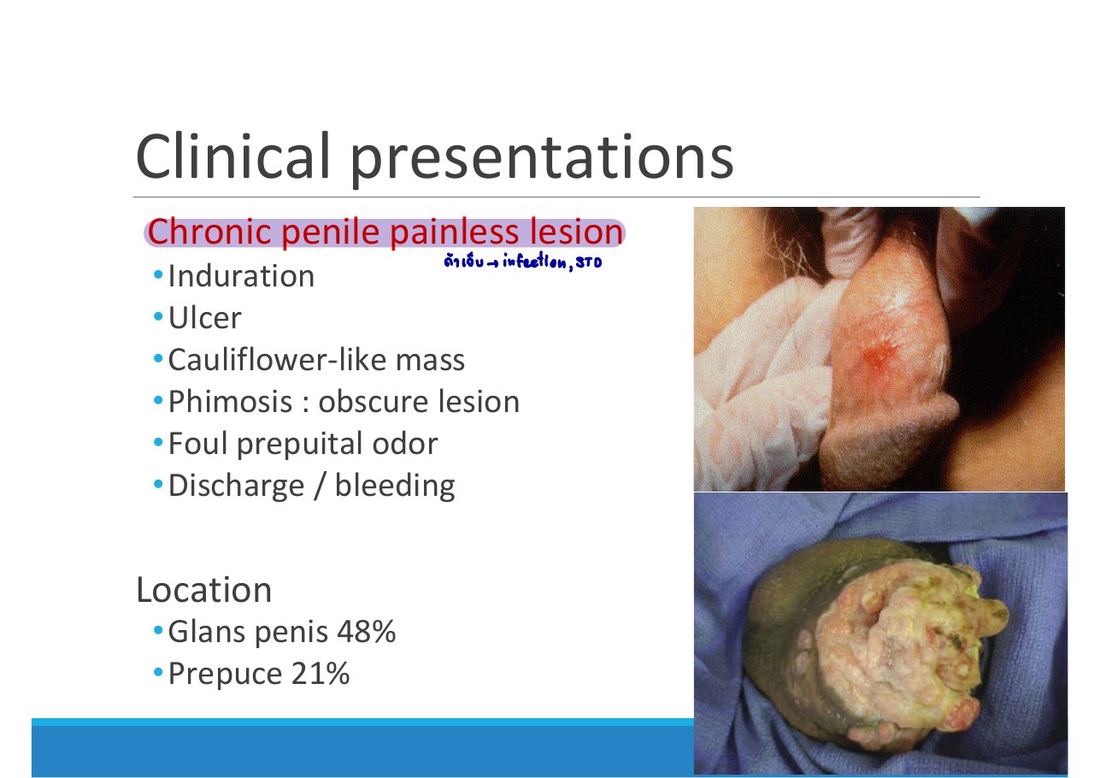 Clinical presentations
Chronic penile painless lesion
ถ้าเจ็บ → infection, STD
•Induration
•Ulcer
•Cauliflower-like mass
•Phimosis : obscure lesion
•Foul prepuital odor
•Discharge / bleeding
Location
•Glans penis 48%
•Prepuce 21%